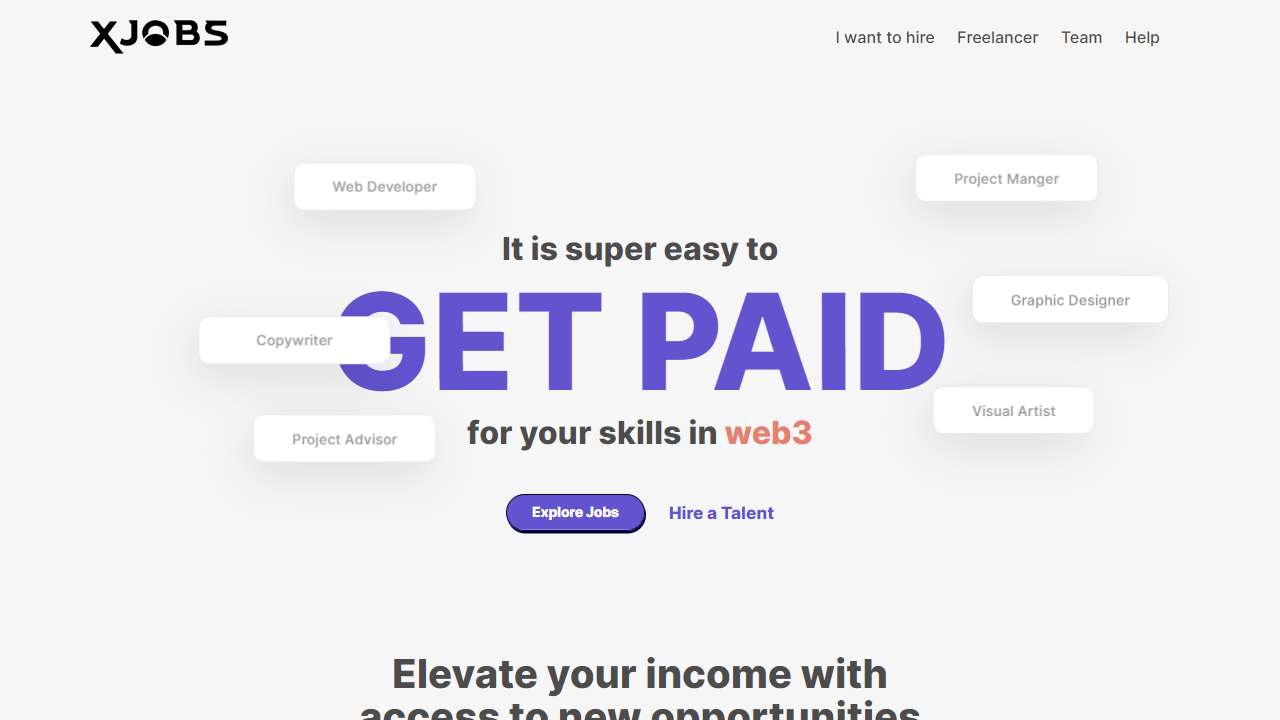 XJOBS
I want to hire Freelancer Team Help
Web Developer
Project Manger
It is super easy to
Graphic Designer
GET PAID
Copywriter
Visual Artist
for your skills in web3
Project Advisor
Explore Jobs Hire a Talent
Elevate your income with
access to new opportunities